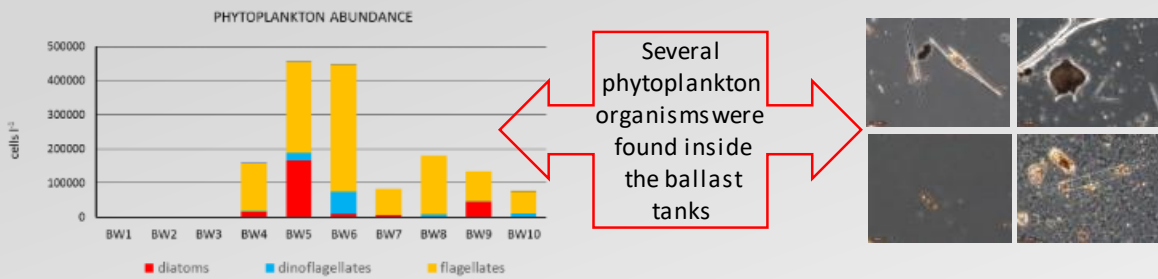 PHYTOPLANKTON ABUNDANCE
500000
400000
300000
200000
100000
0
cells l⁻¹
BW1 BW2 BW3 BW4 BW5 BW6 BW7 BW8 BW9 BW10
diatoms dinoflagellates flagellates
Several
phytoplankton
organisms were
found inside
the ballast
tanks